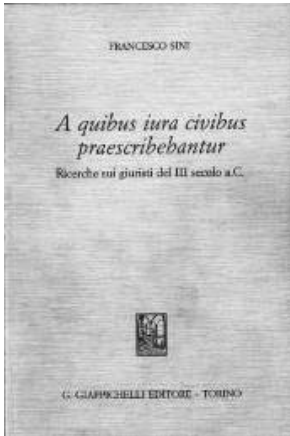 FRANCESCO SINI
A quibus iura civibus
praescribebantur
Ricerche sui giuristi del III secolo a.C.
G. GIAPPICHELLI EDITORE - TORINO